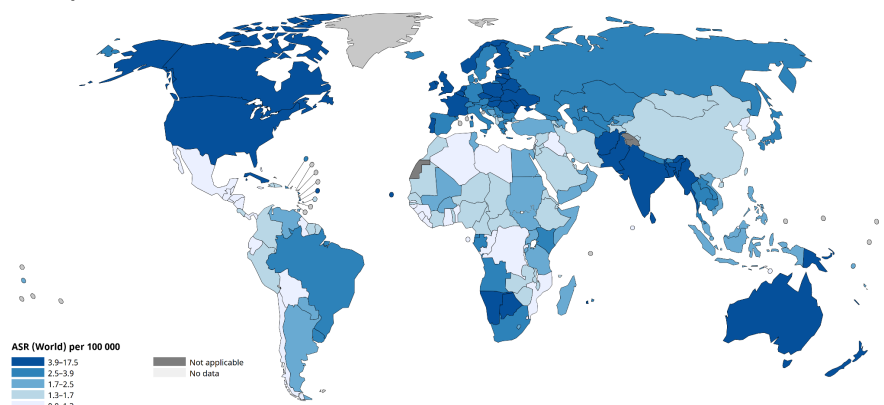 ASR (World) per 100 000
3.9–17.5
2.5–3.9
1.7–2.5
1.3–1.7
Not applicable
No data